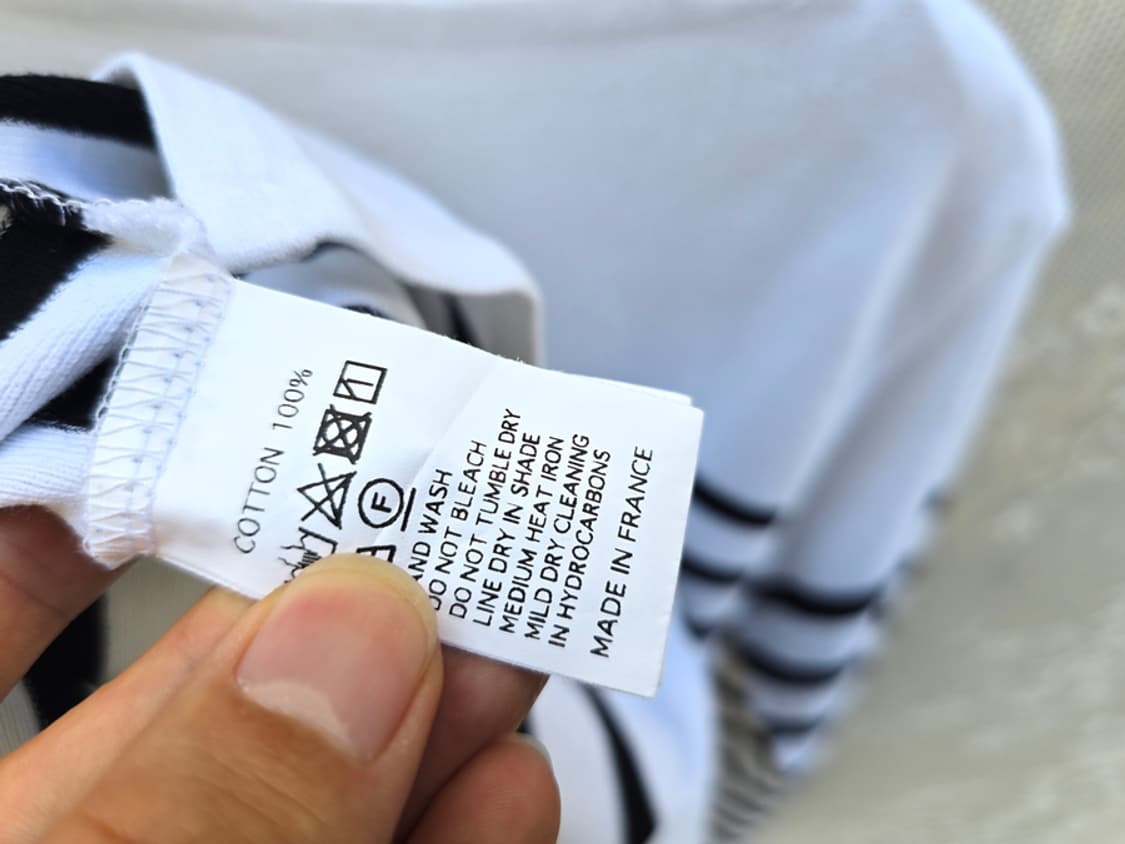 COTTON 100%
F
AND WASH
DO NOT BLEACH
DO NOT TUMBLE DRY
LINE DRY IN SHADE
MEDIUM HEAT IRON
MILD DRY CLEANING
IN HYDROCARBONS
MADE IN FRANCE